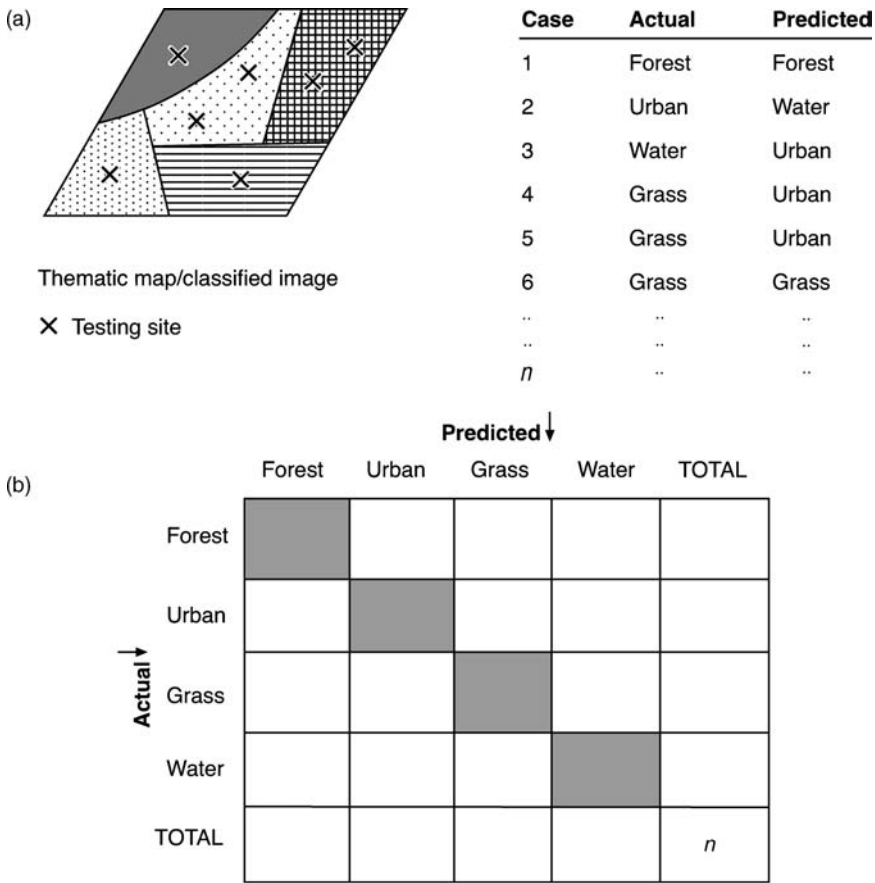 (a)
Thematic map/classified image
× Testing site
Case Actual Predicted
1 Forest Forest
2 Urban Water
3 Water Urban
4 Grass Urban
5 Grass Urban
6 Grass Grass
.. .. ..
.. .. ..
n .. ..
(b)
Predicted ↓
Forest Urban Grass Water TOTAL
Actual ↓
Forest
Urban
Grass
Water
TOTAL n